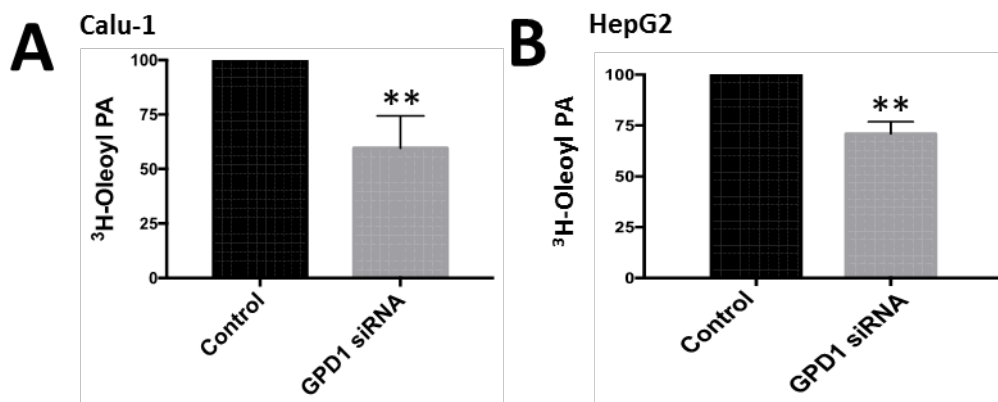 A
Calu-1
³H-Oleoyl PA
100
75
50
25
0
**
Control
GPD1 siRNA
B
HepG2
³H-Oleoyl PA
100
75
50
25
0
**
Control
GPD1 siRNA